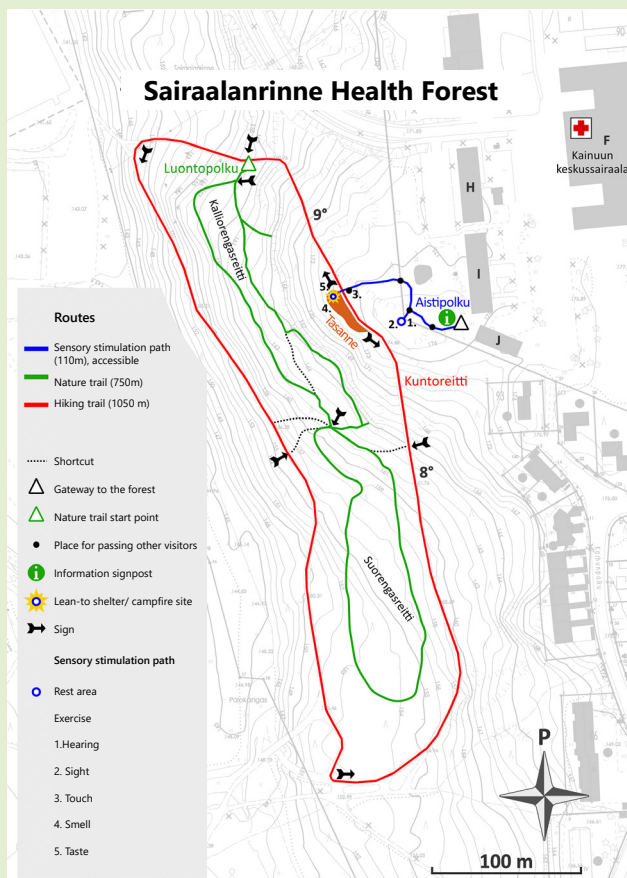 Sairaalanrinne Health Forest
F
Kainuun
keskussairaala
H
I
J
Luontopolku
Kalliorengasreitti
9°
5.
3.
4.
Tasanne
Aistipolku
2.
1.
Kuntoreitti
8°
Suorengasreitti
Palokangas
Routes
Sensory stimulation path
(110m), accessible
Nature trail (750m)
Hiking trail (1050 m)
Shortcut
Gateway to the forest
Nature trail start point
Place for passing other visitors
Information signpost
Lean-to shelter/ campfire site
Sign
Sensory stimulation path
Rest area
Exercise
1.Hearing
2. Sight
3. Touch
4. Smell
5. Taste
P
100 m